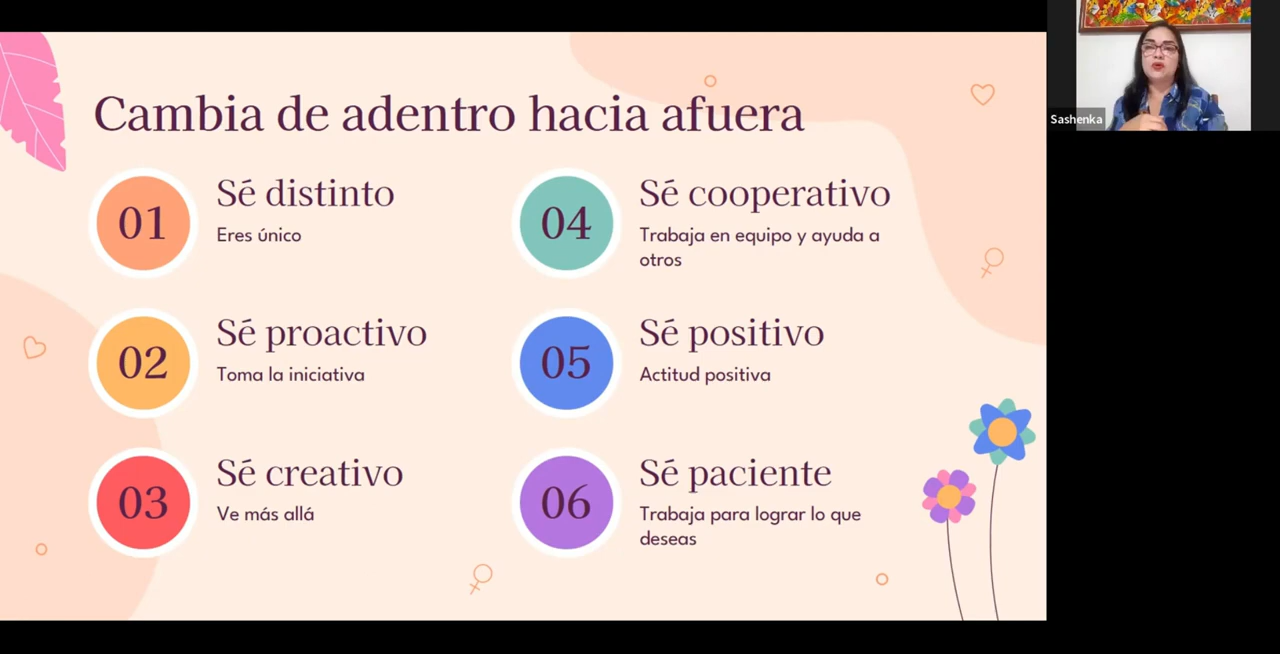 Cambia de adentro hacia afuera
01
Sé distinto
Eres único
02
Sé proactivo
Toma la iniciativa
03
Sé creativo
Ve más allá
04
Sé cooperativo
Trabaja en equipo y ayuda a
otros
05
Sé positivo
Actitud positiva
06
Sé paciente
Trabaja para lograr lo que
deseas
Sashenka